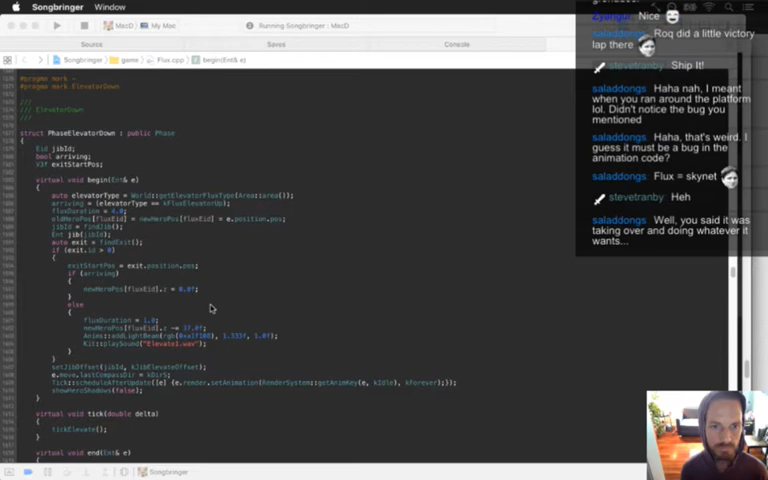 Songbringer Window
MacD My Mac Running Songbringer : MacD
Source Saves Console
Songbringer game Flux.cpp begin(Ent& e)
#pragma mark -
#pragma mark ElevatorDown
///
/// ElevatorDown
///
struct PhaseElevatorDown : public Phase
{
Eid jibId;
bool arriving;
V3f exitStartPos;
virtual void begin(Ent& e)
{
auto elevatorType = World::getElevatorFluxType(Area::area());
arriving = (elevatorType == kFluxElevatorUp);
fluxDuration = 4.0;
oldHeroPos[fluxEid] = newHeroPos[fluxEid] = e.position.pos;
jibId = findJib();
Ent jib(jibId);
auto exit = findExit();
if (exit.id > 0)
{
exitStartPos = exit.position.pos;
if (arriving)
{
newHeroPos[fluxEid].z = 0.0f;
}
else
{
fluxDuration = 1.0;
newHeroPos[fluxEid].z -= 37.0f;
Anims::addLightBeam(rgb(0xa1f100), 1.333f, 1.0f);
Kit::playSound("Elevate1.wav");
}
}
setJibOffset(jibId, kJibElevateOffset);
e.move.lastCompassDir = kDirS;
Tick::scheduleAfterUpdate([e] {e.render.setAnimation(RenderSystem::getAnimKey(e, kIdle), kForever);});
showHeroShadows(false);
}
virtual void tick(double delta)
{
tickElevate();
}
virtual void end(Ent& e)
Songbringer
Zyangur: Nice
saladdongs: Roq did a little victory
lap there
stevetranby: Ship It!
saladdongs: Haha nah, I meant
when you ran around the platform
lol. Didn't notice the bug you
mentioned
saladdongs: Haha, that's weird. I
guess it must be a bug in the
animation code?
saladdongs: Flux = skynet
stevetranby: Heh
saladdongs: Well, you said it was
taking over and doing whatever it
wants...